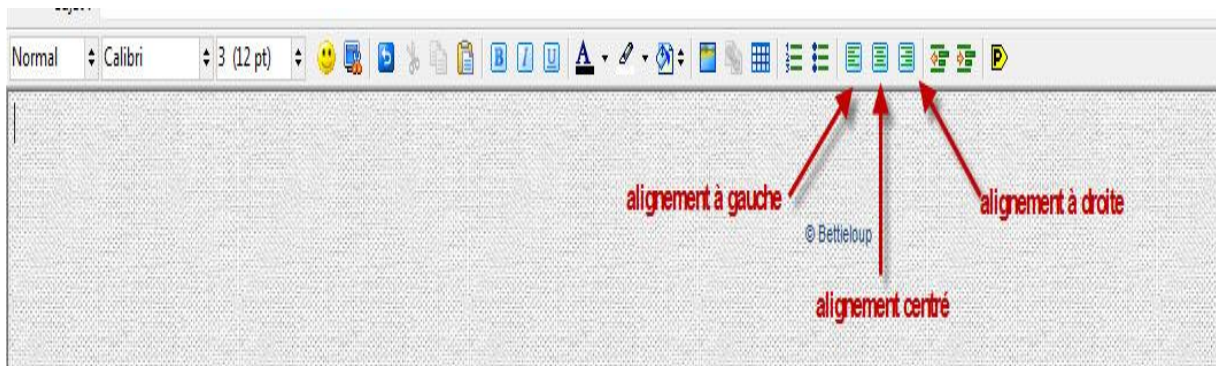 Normal Calibri 3 (12 pt)
alignement à gauche
alignement à droite
© Bettieloup
alignement centré